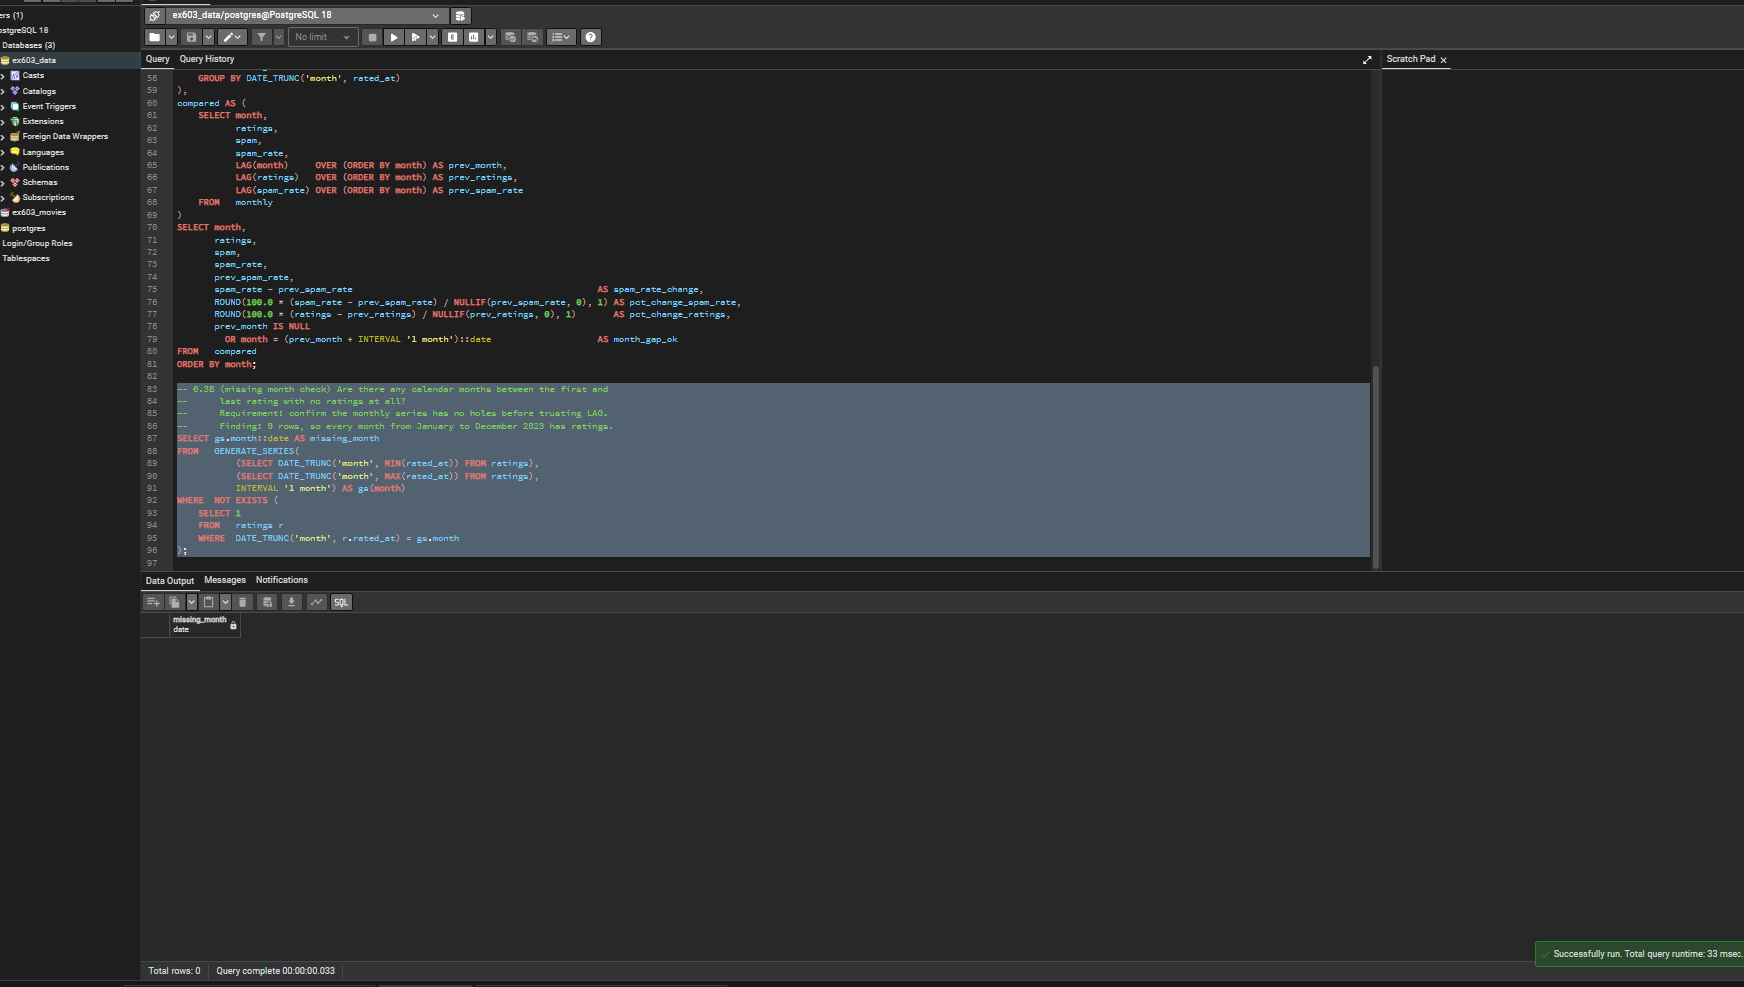 ers (1)
ostgreSQL 18
Databases (3)
ex603_data
Casts
Catalogs
Event Triggers
Extensions
Foreign Data Wrappers
Languages
Publications
Schemas
Subscriptions
ex603_movies
postgres
Login/Group Roles
Tablespaces
ex603_data/postgres@PostgreSQL 18
No limit
Query Query History
Scratch Pad
58 GROUP BY DATE_TRUNC('month', rated_at)
59 ),
60 compared AS (
61 SELECT month,
62 ratings,
63 spam,
64 spam_rate,
65 LAG(month) OVER (ORDER BY month) AS prev_month,
66 LAG(ratings) OVER (ORDER BY month) AS prev_ratings,
67 LAG(spam_rate) OVER (ORDER BY month) AS prev_spam_rate
68 FROM monthly
69 )
70 SELECT month,
71 ratings,
72 spam,
73 spam_rate,
74 prev_spam_rate,
75 spam_rate - prev_spam_rate AS spam_rate_change,
76 ROUND(100.0 * (spam_rate - prev_spam_rate) / NULLIF(prev_spam_rate, 0), 1) AS pct_change_spam_rate,
77 ROUND(100.0 * (ratings - prev_ratings) / NULLIF(prev_ratings, 0), 1) AS pct_change_ratings,
78 prev_month IS NULL
79 OR month = (prev_month + INTERVAL '1 month')::date AS month_gap_ok
80 FROM compared
81 ORDER BY month;
82
83 -- 6.3B (missing month check) Are there any calendar months between the first and
84 -- last rating with no ratings at all?
85 -- Requirement: confirm the monthly series has no holes before trusting LAG.
86 -- Finding: 0 rows, so every month from January to December 2023 has ratings.
87 SELECT gs.month::date AS missing_month
88 FROM GENERATE_SERIES(
89 (SELECT DATE_TRUNC('month', MIN(rated_at)) FROM ratings),
90 (SELECT DATE_TRUNC('month', MAX(rated_at)) FROM ratings),
91 INTERVAL '1 month') AS gs(month)
92 WHERE NOT EXISTS (
93 SELECT 1
94 FROM ratings r
95 WHERE DATE_TRUNC('month', r.rated_at) = gs.month
96 );
97
Data Output Messages Notifications
SQL
missing_month
date
Successfully run. Total query runtime: 33 msec.
Total rows: 0 Query complete 00:00:00.033